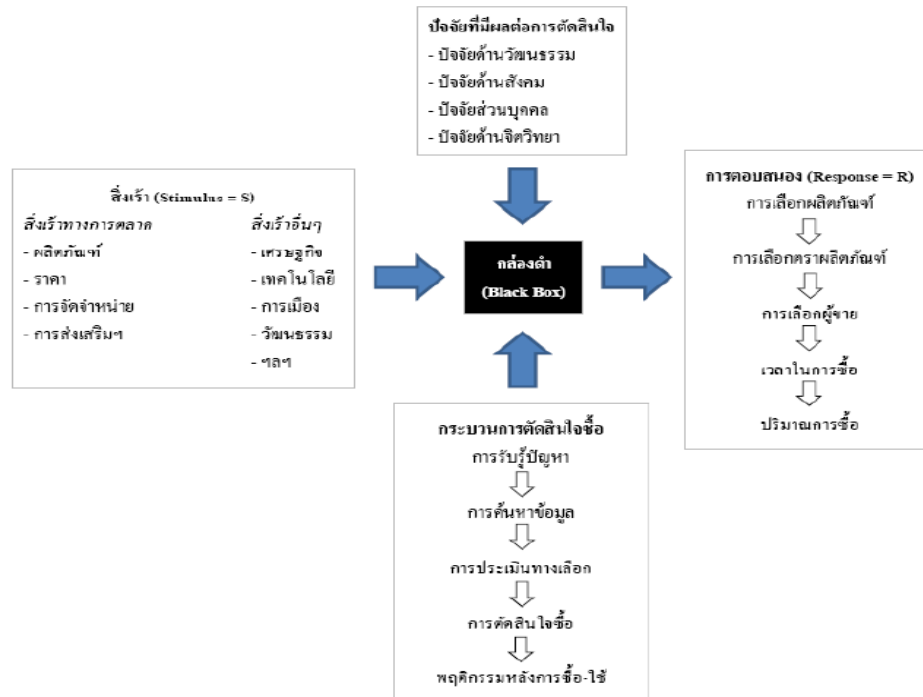 ปัจจัยที่มีผลต่อการตัดสินใจ
- ปัจจัยด้านวัฒนธรรม
- ปัจจัยด้านสังคม
- ปัจจัยส่วนบุคคล
- ปัจจัยด้านจิตวิทยา
สิ่งเร้า (Stimulus = S)
สิ่งเร้าทางการตลาด
- ผลิตภัณฑ์
- ราคา
- การจัดจำหน่าย
- การส่งเสริมฯ
สิ่งเร้าอื่นๆ
- เศรษฐกิจ
- เทคโนโลยี
- การเมือง
- วัฒนธรรม
- ฯลฯ
กล่องดำ
(Black Box)
การตอบสนอง (Response = R)
การเลือกผลิตภัณฑ์
การเลือกตราผลิตภัณฑ์
การเลือกผู้ขาย
เวลาในการซื้อ
ปริมาณการซื้อ
กระบวนการตัดสินใจซื้อ
การรับรู้ปัญหา
การค้นหาข้อมูล
การประเมินทางเลือก
การตัดสินใจซื้อ
พฤติกรรมหลังการซื้อ-ใช้